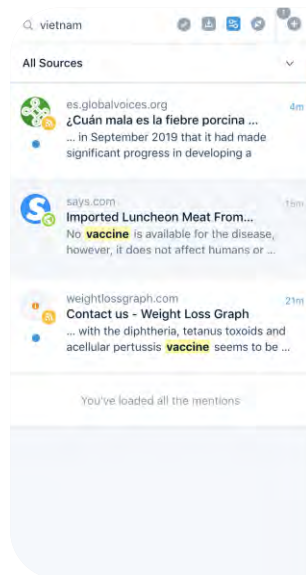 vietnam
All Sources
es.globalvoices.org 4m
¿Cuán mala es la fiebre porcina ...
... in September 2019 that it had made
significant progress in developing a
says.com 16m
Imported Luncheon Meat From...
No vaccine is available for the disease,
however, it does not affect humans or ...
weightlossgraph.com 21m
Contact us - Weight Loss Graph
... with the diphtheria, tetanus toxoids and
acellular pertussis vaccine seems to be ...
You've loaded all the mentions